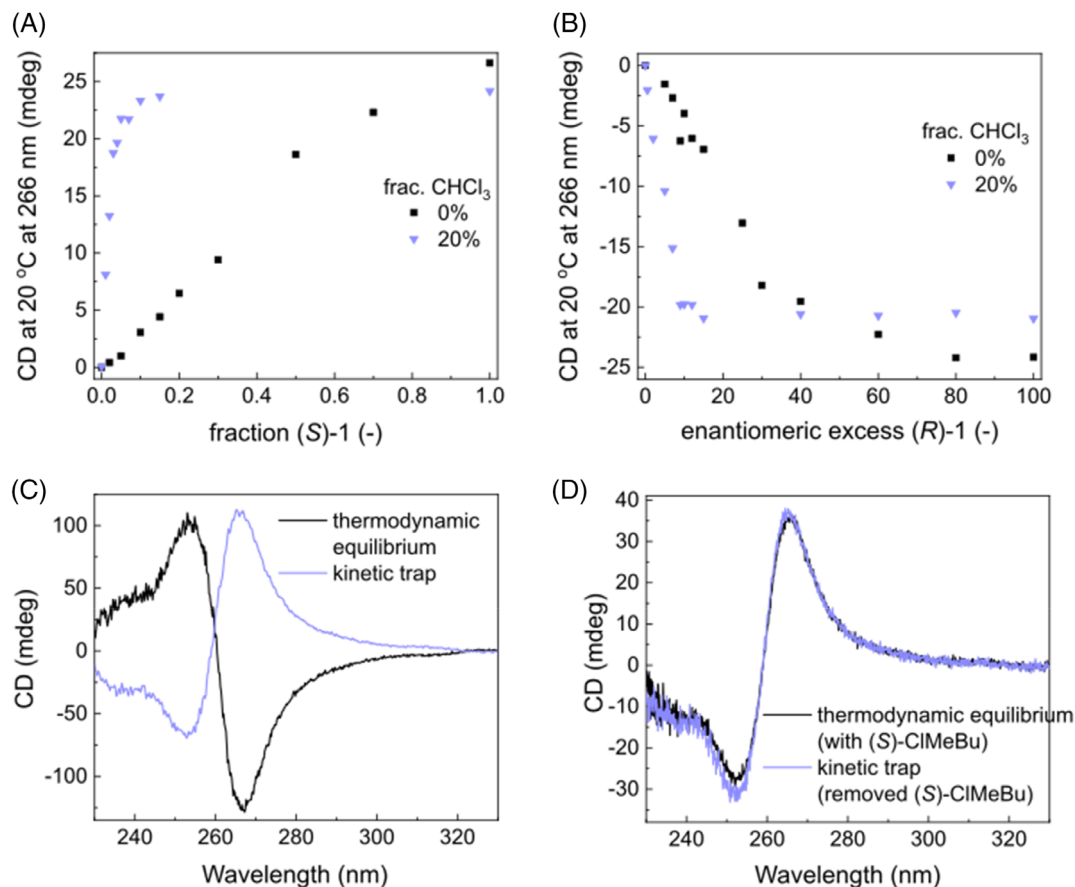 (A)
CD at 20 °C at 266 nm (mdeg)
25
20
15
10
5
0
frac. CHCl3
0%
20%
0.0 0.2 0.4 0.6 0.8 1.0
fraction (S)-1 (-)
(B)
CD at 20 °C at 266 nm (mdeg)
0
-5
-10
-15
-20
-25
frac. CHCl3
0%
20%
0 20 40 60 80 100
enantiomeric excess (R)-1 (-)
(C)
CD (mdeg)
100
50
0
-50
-100
thermodynamic
equilibrium
kinetic trap
240 260 280 300 320
Wavelength (nm)
(D)
CD (mdeg)
40
30
20
10
0
-10
-20
-30
thermodynamic equilibrium
(with (S)-ClMeBu)
kinetic trap
(removed (S)-ClMeBu)
240 260 280 300 320
Wavelength (nm)